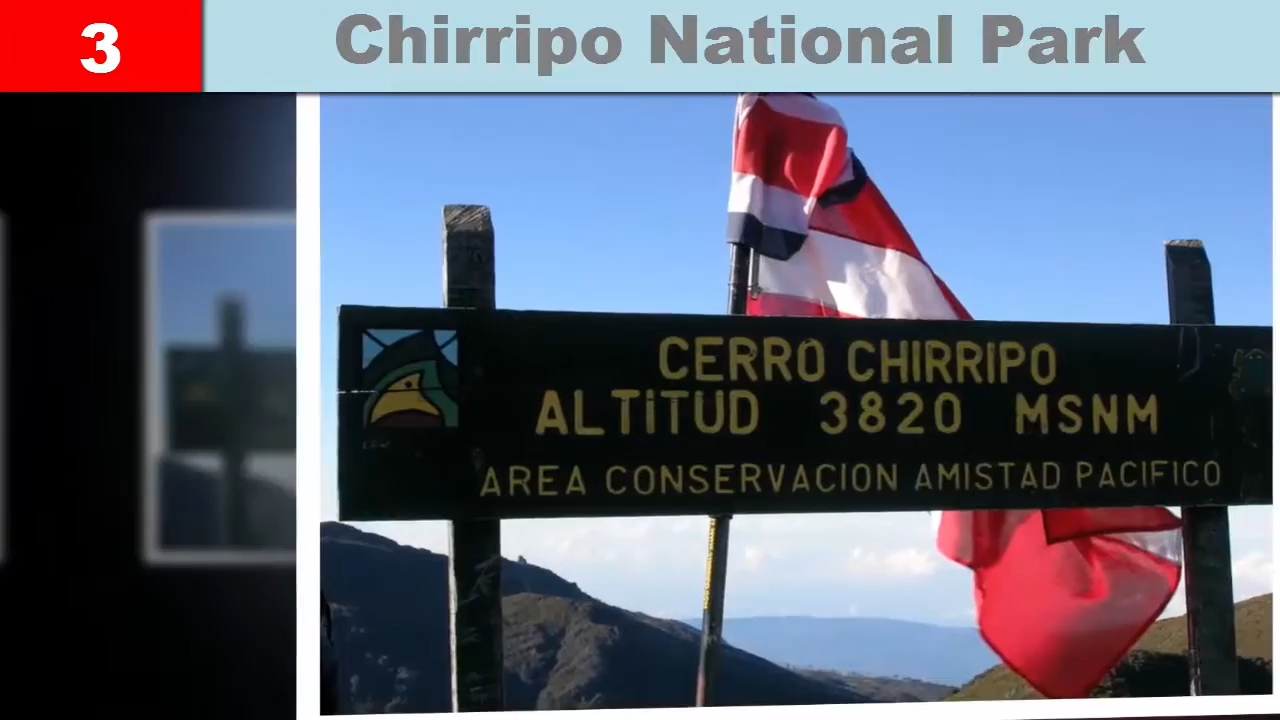 3
Chirripo National Park
CERRO CHIRRIPO
ALTiTUD 3820 MSNM
AREA CONSERVACION AMISTAD PACIFICO